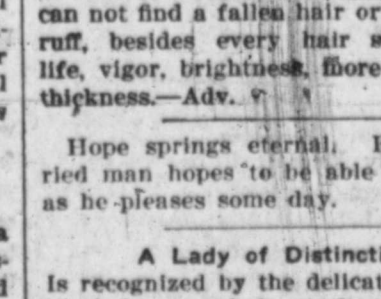 can not find a fallen hair or
ruff, besides every hair s
life, vigor, brightness, more
thickness.—Adv.
Hope springs eternal. I
ried man hopes to be able
as he pleases some day.
A Lady of Distincti
Is recognized by the delicat